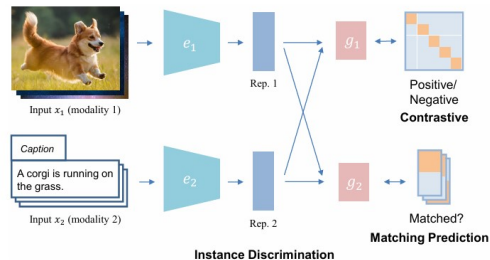 e₁
Rep. 1
g₁
Input x₁ (modality 1)
Positive/
Negative
Contrastive
Caption
A corgi is running on
the grass.
Input x₂ (modality 2)
e₂
Rep. 2
g₂
Matched?
Matching Prediction
Instance Discrimination